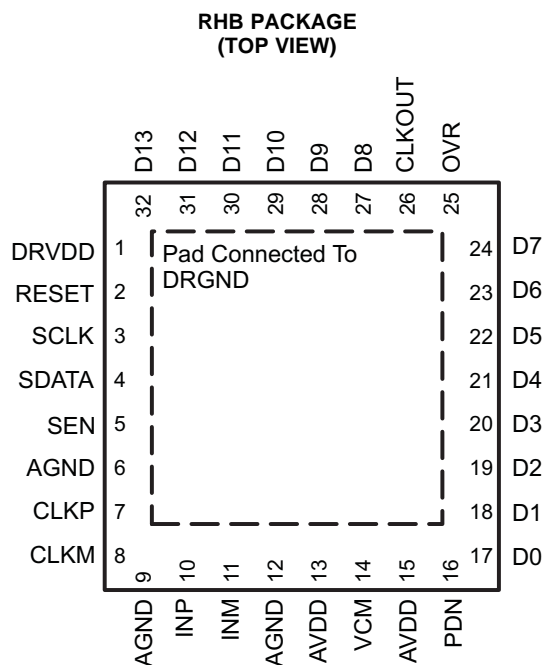 RHB PACKAGE
(TOP VIEW)
D13
D12
D11
D10
D9
D8
CLKOUT
OVR
32
31
30
29
28
27
26
25
DRVDD 1
RESET 2
SCLK 3
SDATA 4
SEN 5
AGND 6
CLKP 7
CLKM 8
Pad Connected To
DRGND
24 D7
23 D6
22 D5
21 D4
20 D3
19 D2
18 D1
17 D0
9
10
11
12
13
14
15
16
AGND
INP
INM
AGND
AVDD
VCM
AVDD
PDN